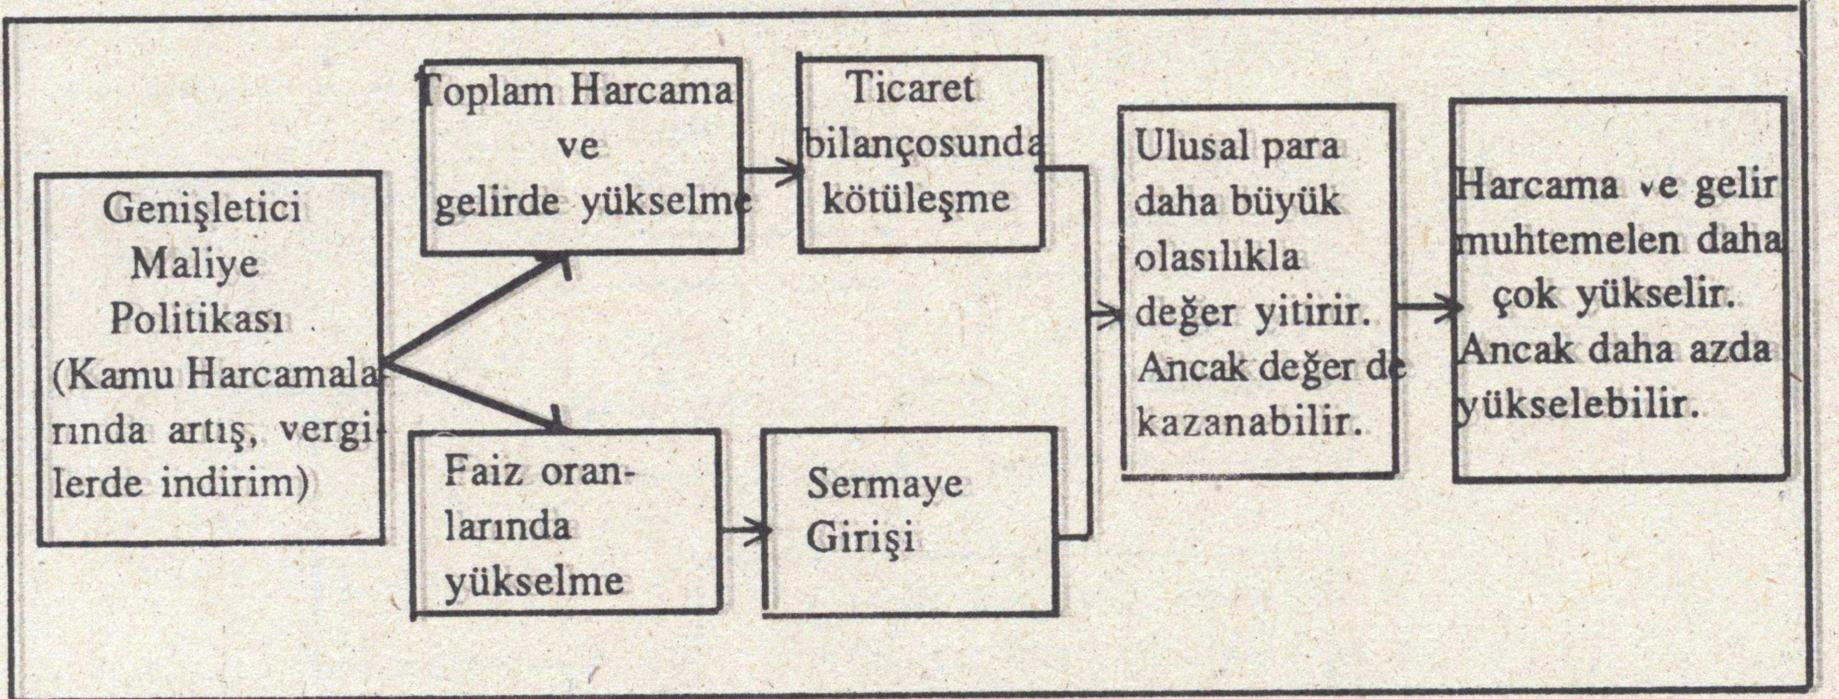 Genişletici
Maliye
Politikası
(Kamu Harcamala-
rında artış, vergi-
lerde indirim)
Toplam Harcama
ve
gelirde yükselme
Ticaret
bilançosunda
kötüleşme
Faiz oran-
larında
yükselme
Sermaye
Girişi
Ulusal para
daha büyük
olasılıkla
değer yitirir.
Ancak değer de
kazanabilir.
Harcama ve gelir
muhtemelen daha
çok yükselir.
Ancak daha azda
yükselebilir.